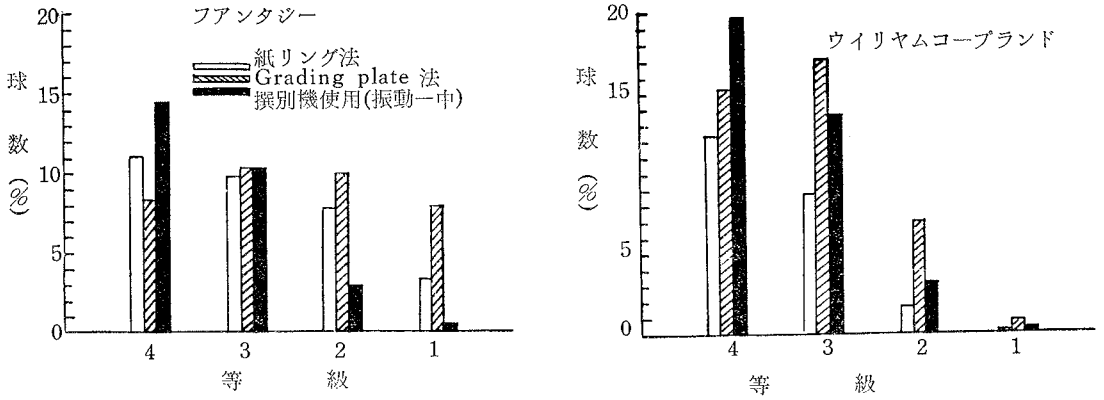 フアンタジー
紙リング法
Grading plate 法
撰別機使用(振動一中)
球数(%)
20
15
10
5
0
4 3 2 1
等級
ウイリヤムコープランド
球数(%)
20
15
5
0
4 3 2 1
等級